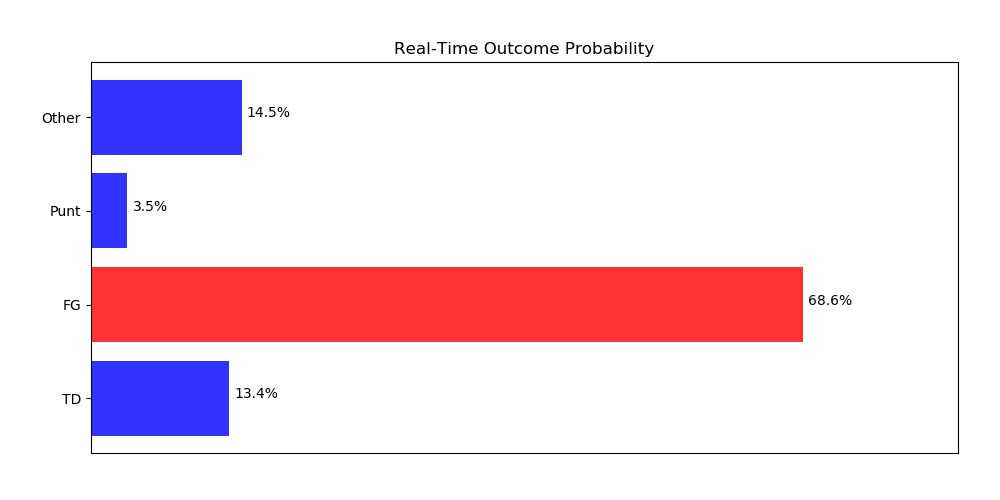 Real-Time Outcome Probability
Other
14.5%
Punt
3.5%
FG
68.6%
TD
13.4%